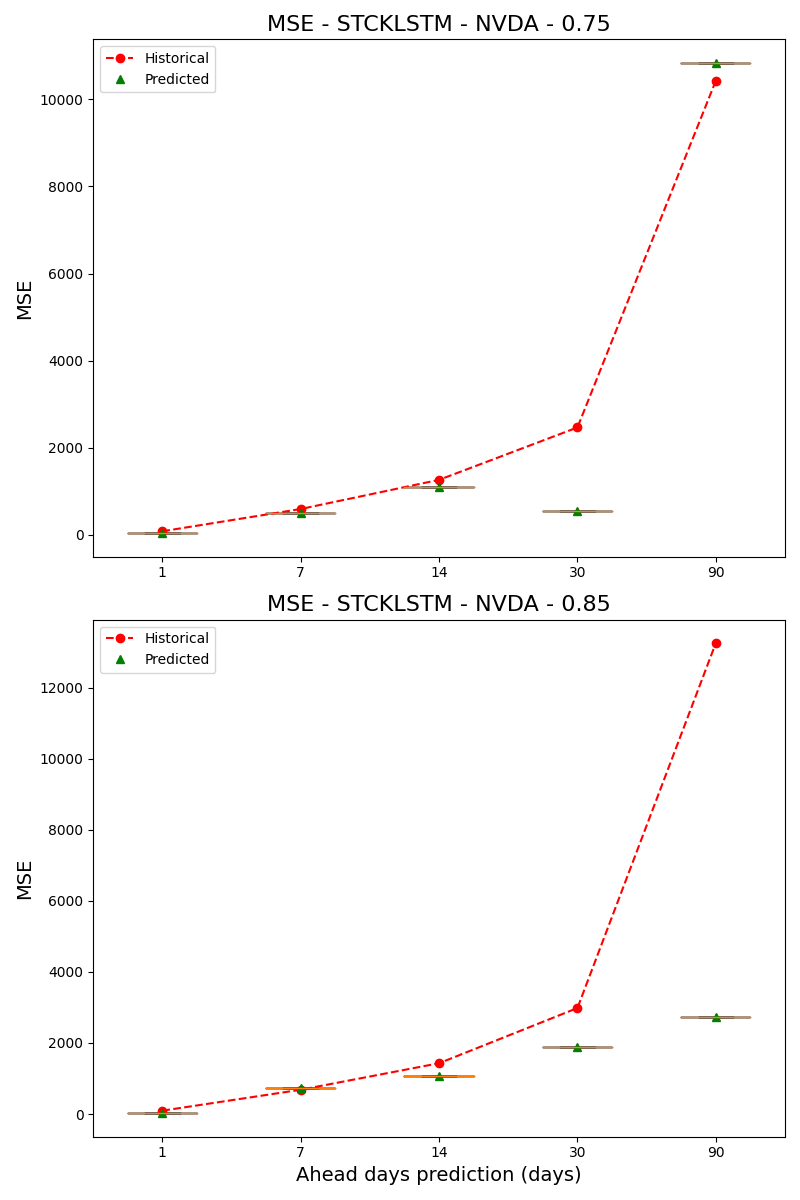 MSE - STCKLSTM - NVDA - 0.75
Historical
Predicted
10000
8000
6000
4000
2000
0
MSE
1 7 14 30 90
MSE - STCKLSTM - NVDA - 0.85
Historical
Predicted
12000
10000
8000
6000
4000
2000
0
MSE
1 7 14 30 90
Ahead days prediction (days)